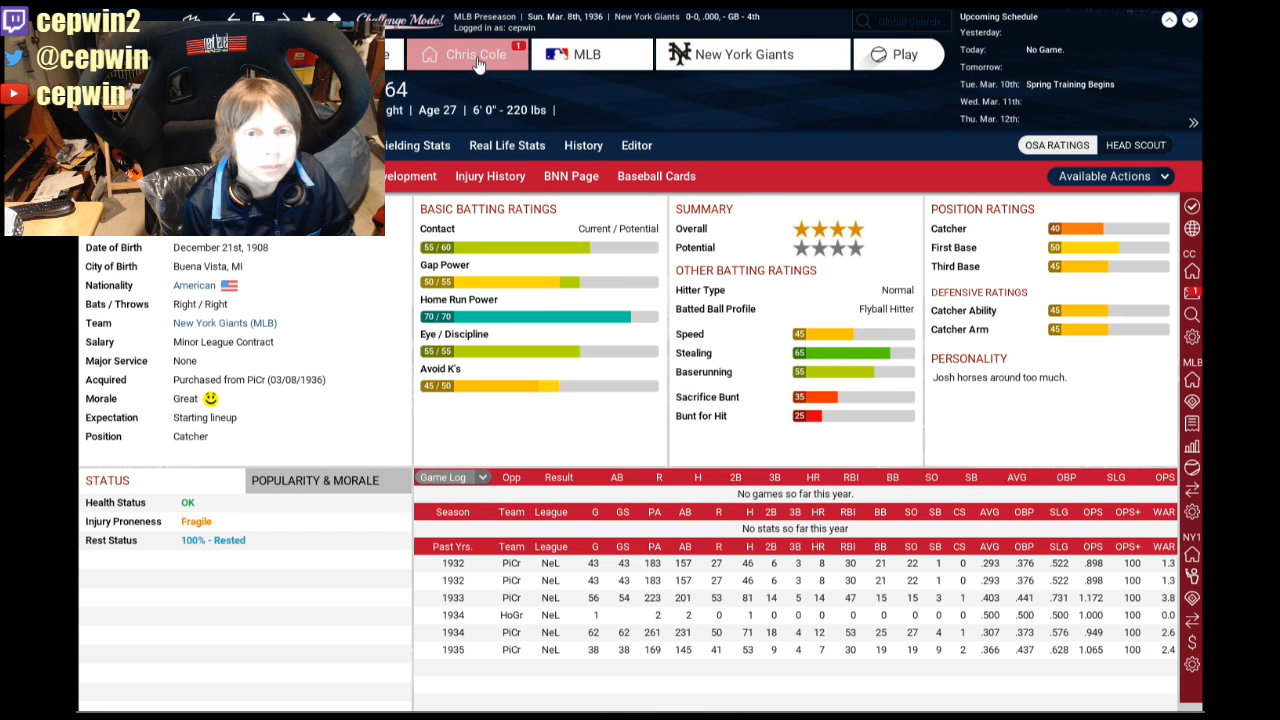 cepwin2
@cepwin
cepwin
Challenge Mode!
MLB Preseason | Sun. Mar. 8th, 1936 | New York Giants 0-0, .000, - GB - 4th
Logged in as: cepwin
Global Search...
Upcoming Schedule
Yesterday:
Today: No Game.
Tomorrow:
Tue. Mar. 10th: Spring Training Begins
Wed. Mar. 11th:
Thu. Mar. 12th:
e
Chris Cole 1
MLB
New York Giants
Play
64
ght | Age 27 | 6' 0" - 220 lbs |
ielding Stats Real Life Stats History Editor
OSA RATINGS HEAD SCOUT
elopment Injury History BNN Page Baseball Cards
Available Actions
Date of Birth December 21st, 1908
City of Birth Buena Vista, MI
Nationality American
Bats / Throws Right / Right
Team New York Giants (MLB)
Salary Minor League Contract
Major Service None
Acquired Purchased from PiCr (03/08/1936)
Morale Great
Expectation Starting lineup
Position Catcher
BASIC BATTING RATINGS
Contact Current / Potential
55 / 60
Gap Power
50 / 55
Home Run Power
70 / 70
Eye / Discipline
55 / 55
Avoid K's
45 / 50
SUMMARY
Overall
Potential
OTHER BATTING RATINGS
Hitter Type Normal
Batted Ball Profile Flyball Hitter
Speed 45
Stealing 65
Baserunning 55
Sacrifice Bunt 35
Bunt for Hit 25
POSITION RATINGS
Catcher 40
First Base 50
Third Base 45
DEFENSIVE RATINGS
Catcher Ability 45
Catcher Arm 45
PERSONALITY
Josh horses around too much.
CC
1
MLB
NY1
STATUS POPULARITY & MORALE
Health Status OK
Injury Proneness Fragile
Rest Status 100% - Rested
Game Log Opp Result AB R H 2B 3B HR RBI BB SO SB AVG OBP SLG OPS
No games so far this year.
Season Team League G GS PA AB R H 2B 3B HR RBI BB SO SB CS AVG OBP SLG OPS OPS+ WAR
No stats so far this year
Past Yrs. Team League G GS PA AB R H 2B 3B HR RBI BB SO SB CS AVG OBP SLG OPS OPS+ WAR
1932 PiCr NeL 43 43 183 157 27 46 6 3 8 30 21 22 1 0 .293 .376 .522 .898 100 1.3
1932 PiCr NeL 43 43 183 157 27 46 6 3 8 30 21 22 1 0 .293 .376 .522 .898 100 1.3
1933 PiCr NeL 56 54 223 201 53 81 14 5 14 47 15 15 3 1 .403 .441 .731 1.172 100 3.8
1934 HoGr NeL 1 2 2 0 1 0 0 0 0 0 0 0 0 .500 .500 .500 1.000 100 0.0
1934 PiCr NeL 62 62 261 231 50 71 18 4 12 53 25 27 4 1 .307 .373 .576 .949 100 2.6
1935 PiCr NeL 38 38 169 145 41 53 9 4 7 30 19 19 9 2 .366 .437 .628 1.065 100 2.4